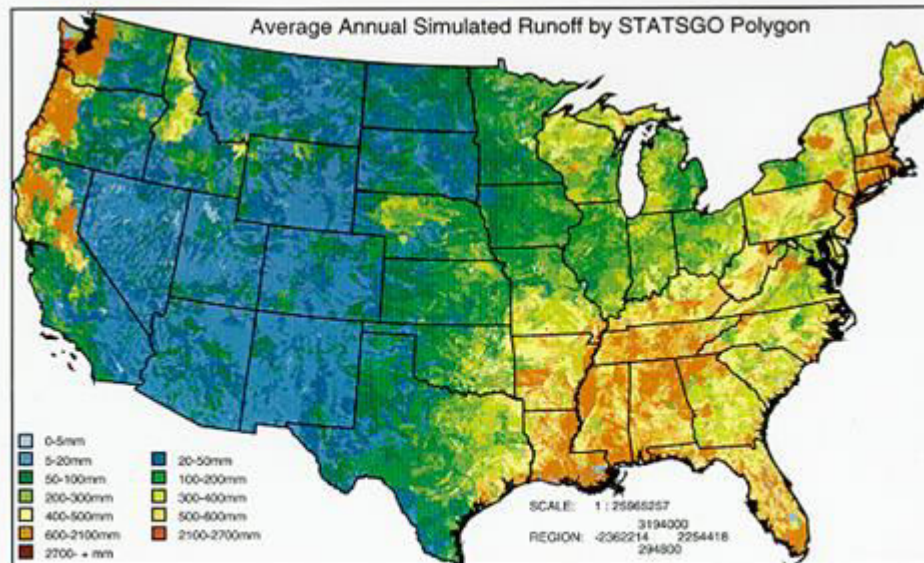 Average Annual Simulated Runoff by STATSGO Polygon
0-5mm
5-20mm 20-50mm
50-100mm 100-200mm
200-300mm 300-400mm
400-500mm 500-600mm
600-2100mm 2100-2700mm
2700- + mm
SCALE: 1 : 25965257
3194000
REGION: -2362214 2254418
294800